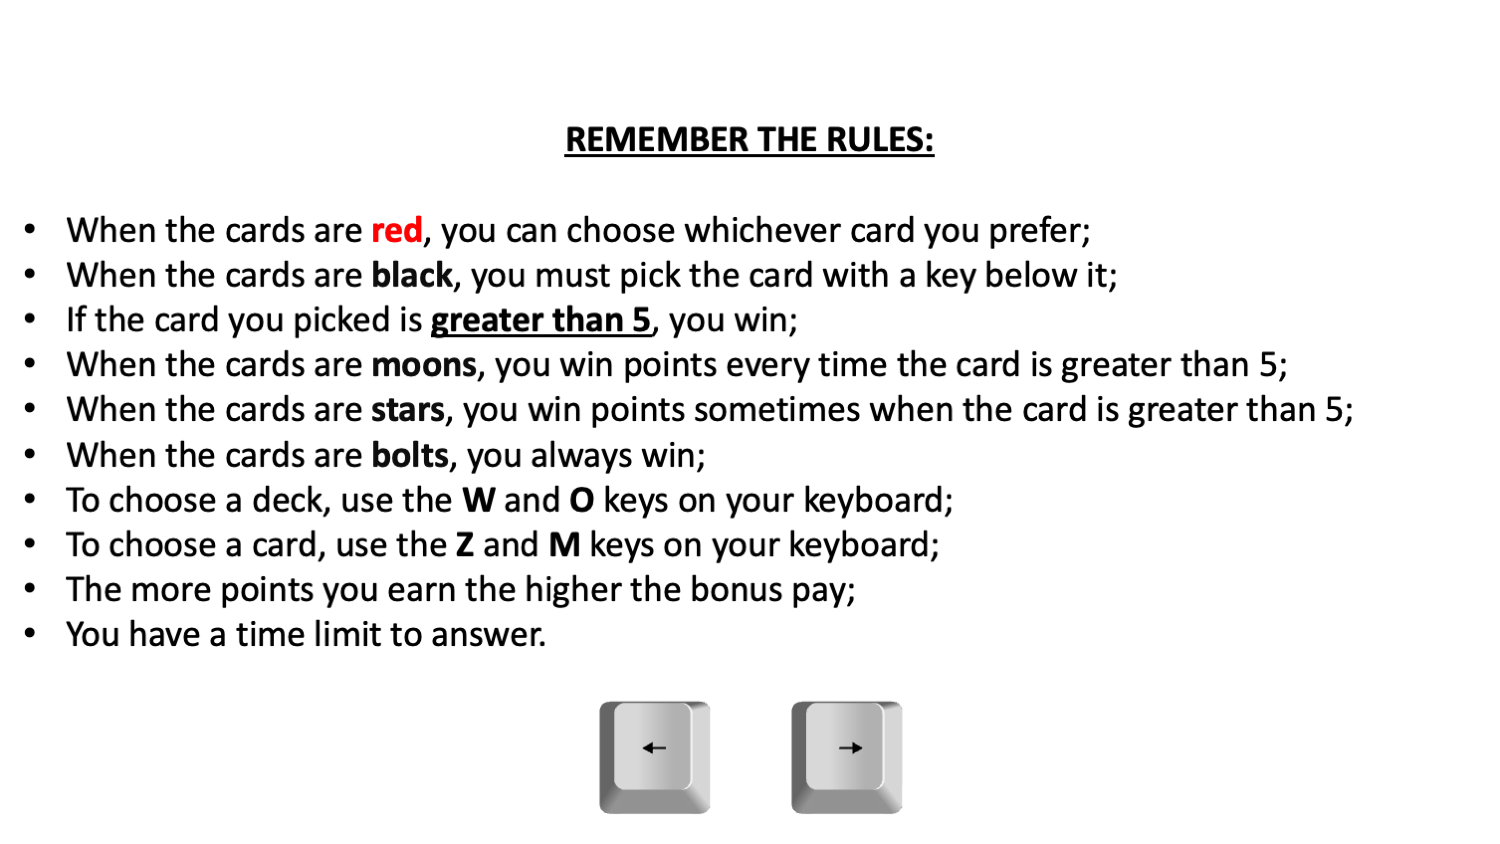 REMEMBER THE RULES:
• When the cards are red, you can choose whichever card you prefer;
• When the cards are black, you must pick the card with a key below it;
• If the card you picked is greater than 5, you win;
• When the cards are moons, you win points every time the card is greater than 5;
• When the cards are stars, you win points sometimes when the card is greater than 5;
• When the cards are bolts, you always win;
• To choose a deck, use the W and O keys on your keyboard;
• To choose a card, use the Z and M keys on your keyboard;
• The more points you earn the higher the bonus pay;
• You have a time limit to answer.
← →